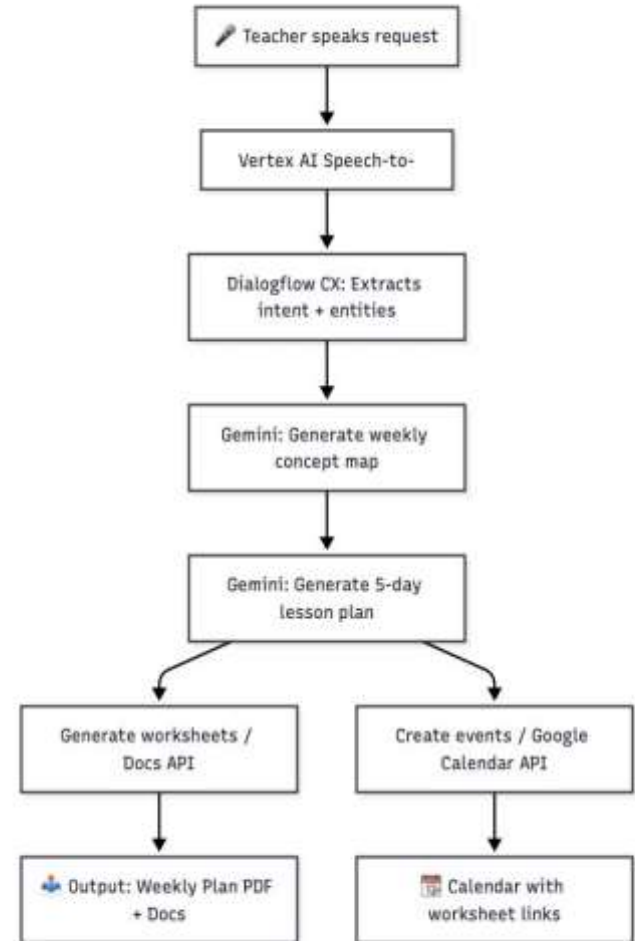 🎤 Teacher speaks request
Vertex AI Speech-to-
Dialogflow CX: Extracts
intent + entities
Gemini: Generate weekly
concept map
Gemini: Generate 5-day
lesson plan
Generate worksheets /
Docs API
Create events / Google
Calendar API
📤 Output: Weekly Plan PDF
+ Docs
📅 Calendar with
worksheet links